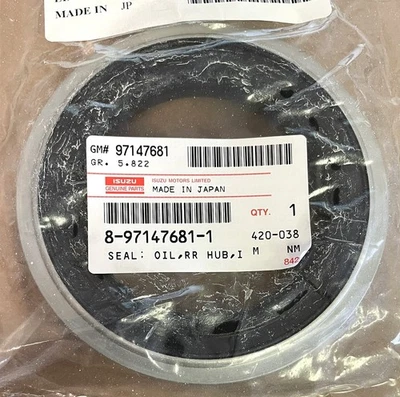 MADE IN JP
GM# 97147681
GR. 5.822
ISUZU
GENUINE PARTS
ISUZU MOTORS LIMITED
MADE IN JAPAN
QTY. 1
8-97147681-1 420-038
SEAL: OIL,RR HUB,I M NM
842